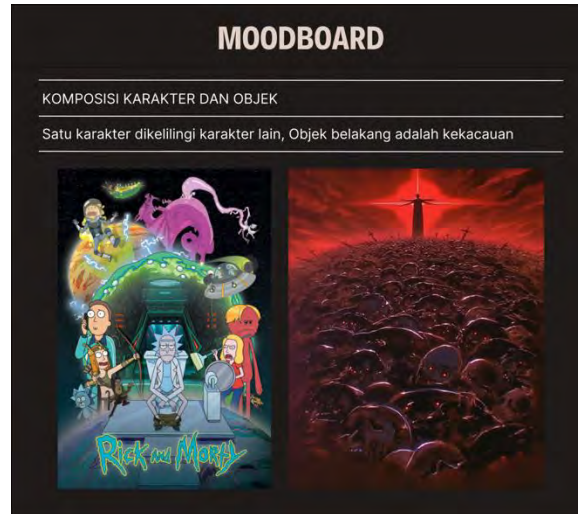 MOODBOARD
KOMPOSISI KARAKTER DAN OBJEK
Satu karakter dikelilingi karakter lain, Objek belakang adalah kekacauan
Rick and Morty